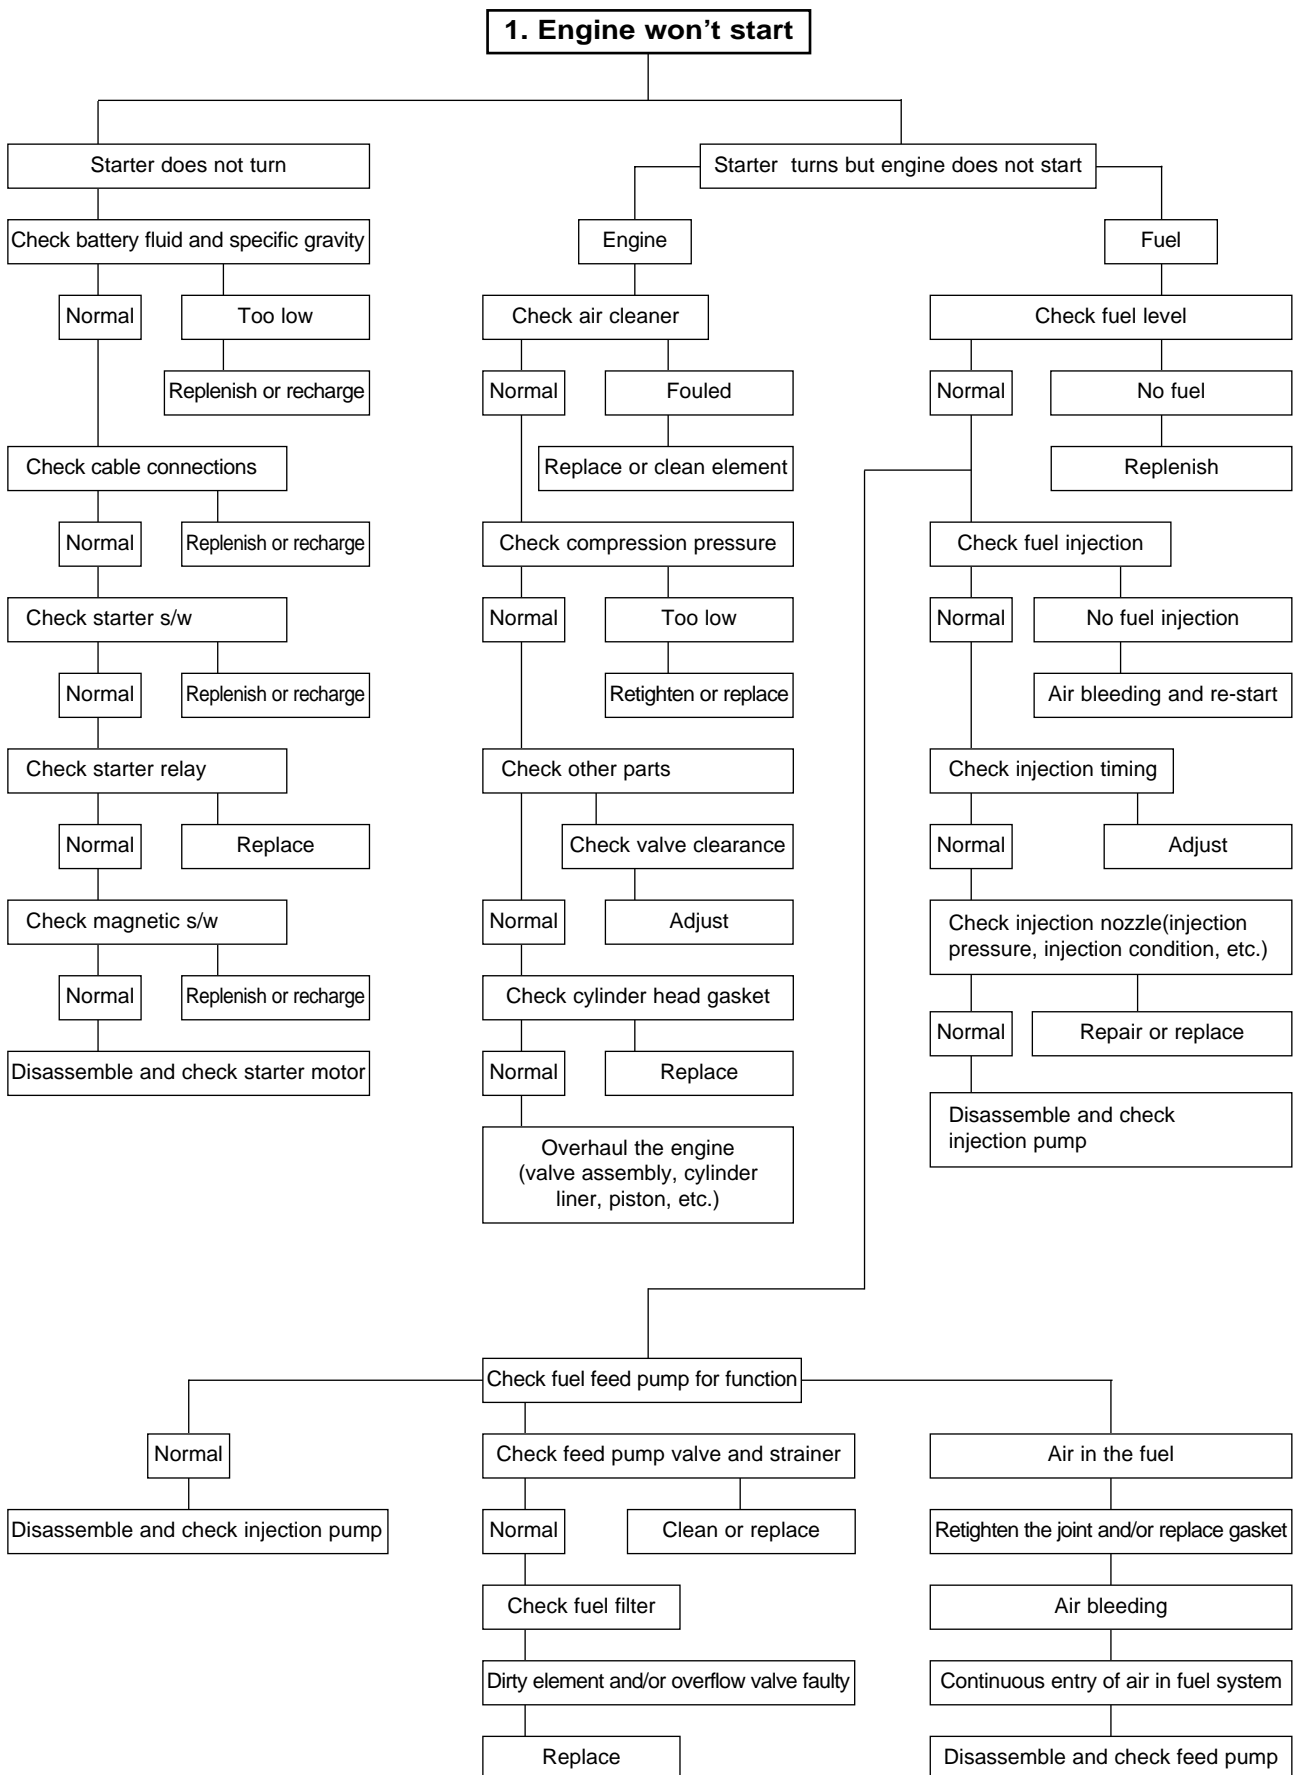 1. Engine won’t start
Starter does not turn
Check battery fluid and specific gravity
Normal
Too low
Replenish or recharge
Check cable connections
Normal
Replenish or recharge
Check starter s/w
Normal
Replenish or recharge
Check starter relay
Normal
Replace
Check magnetic s/w
Normal
Replenish or recharge
Disassemble and check starter motor
Starter turns but engine does not start
Engine
Check air cleaner
Normal
Fouled
Replace or clean element
Check compression pressure
Normal
Too low
Retighten or replace
Check other parts
Check valve clearance
Normal
Adjust
Check cylinder head gasket
Normal
Replace
Overhaul the engine
(valve assembly, cylinder
liner, piston, etc.)
Fuel
Check fuel level
Normal
No fuel
Replenish
Check fuel injection
Normal
No fuel injection
Air bleeding and re-start
Check injection timing
Normal
Adjust
Check injection nozzle(injection
pressure, injection condition, etc.)
Normal
Repair or replace
Disassemble and check
injection pump
Check fuel feed pump for function
Normal
Disassemble and check injection pump
Check feed pump valve and strainer
Normal
Clean or replace
Check fuel filter
Dirty element and/or overflow valve faulty
Replace
Air in the fuel
Retighten the joint and/or replace gasket
Air bleeding
Continuous entry of air in fuel system
Disassemble and check feed pump